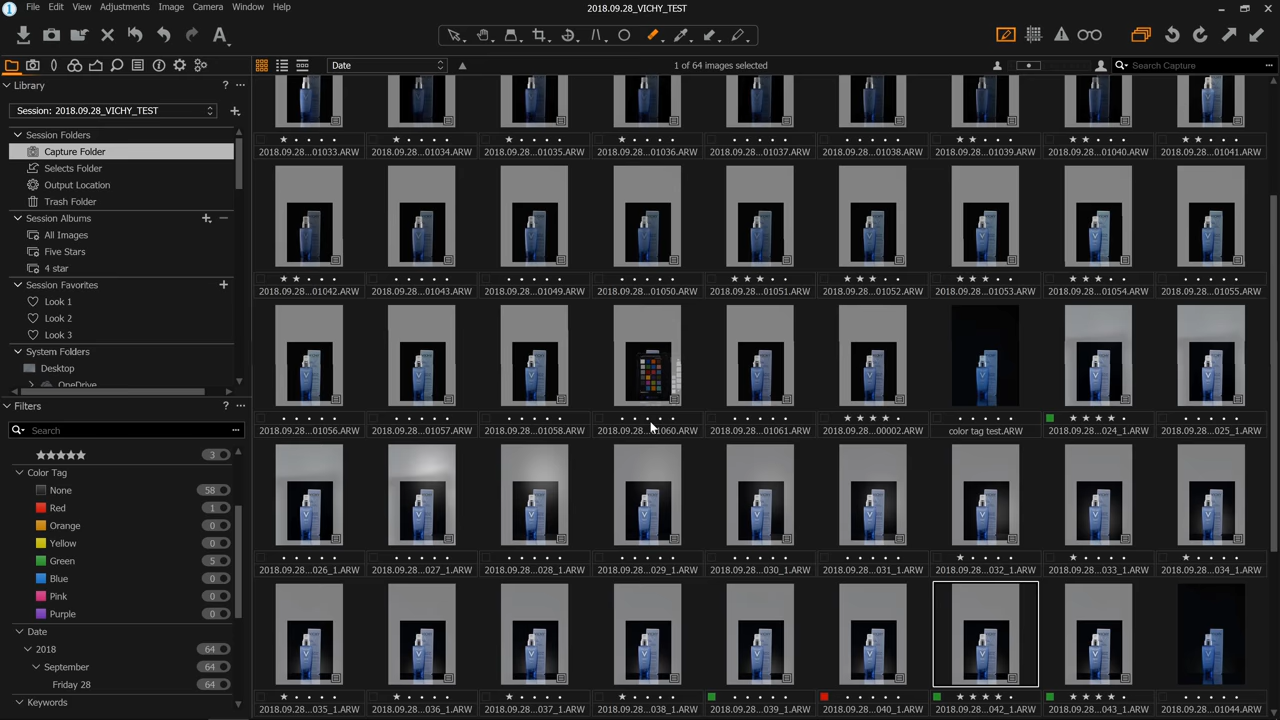 File Edit View Adjustments Image Camera Window Help
2018.09.28_VICHY_TEST
Date
1 of 64 images selected
Search Capture
Library
Session: 2018.09.28_VICHY_TEST
Session Folders
Capture Folder
Selects Folder
Output Location
Trash Folder
Session Albums
All Images
Five Stars
4 star
Session Favorites
Look 1
Look 2
Look 3
System Folders
Desktop
OneDrive
Filters
Search
3
Color Tag
None 58
Red 1
Orange 0
Yellow 0
Green 5
Blue 0
Pink 0
Purple 0
Date
2018 64
September 64
Friday 28 64
Keywords
2018.09.28...01033.ARW 2018.09.28...01034.ARW 2018.09.28...01035.ARW 2018.09.28...01036.ARW 2018.09.28...01037.ARW 2018.09.28...01038.ARW 2018.09.28...01039.ARW 2018.09.28...01040.ARW 2018.09.28...01041.ARW
2018.09.28...01042.ARW 2018.09.28...01043.ARW 2018.09.28...01049.ARW 2018.09.28...01050.ARW 2018.09.28...01051.ARW 2018.09.28...01052.ARW 2018.09.28...01053.ARW 2018.09.28...01054.ARW 2018.09.28...01055.ARW
2018.09.28...01056.ARW 2018.09.28...01057.ARW 2018.09.28...01058.ARW 2018.09.28...01060.ARW 2018.09.28...01061.ARW 2018.09.28...00002.ARW color tag test.ARW 2018.09.28...024_1.ARW 2018.09.28...025_1.ARW
2018.09.28...026_1.ARW 2018.09.28...027_1.ARW 2018.09.28...028_1.ARW 2018.09.28...029_1.ARW 2018.09.28...030_1.ARW 2018.09.28...031_1.ARW 2018.09.28...032_1.ARW 2018.09.28...033_1.ARW 2018.09.28...034_1.ARW
2018.09.28...035_1.ARW 2018.09.28...036_1.ARW 2018.09.28...037_1.ARW 2018.09.28...038_1.ARW 2018.09.28...039_1.ARW 2018.09.28...040_1.ARW 2018.09.28...042_1.ARW 2018.09.28...043_1.ARW 2018.09.28...01044.ARW